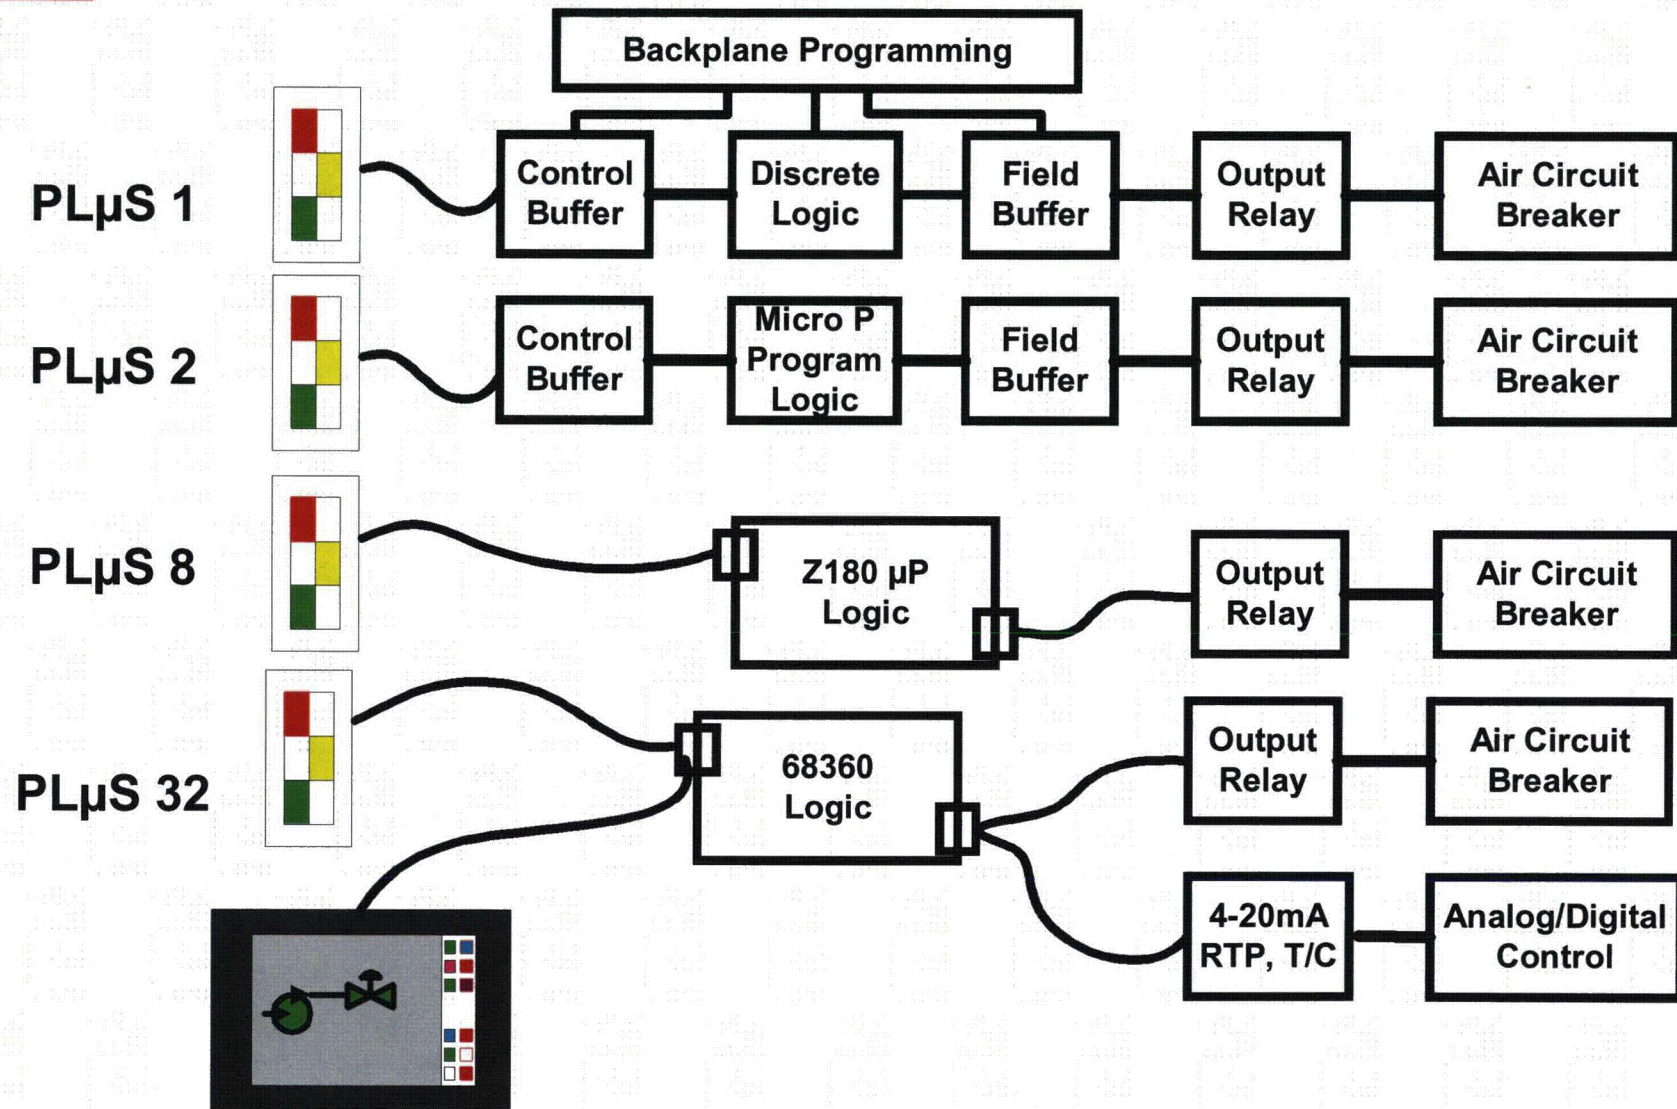 Backplane Programming
PLµS 1
Control
Buffer
Discrete
Logic
Field
Buffer
Output
Relay
Air Circuit
Breaker
PLµS 2
Control
Buffer
Micro P
Program
Logic
Field
Buffer
Output
Relay
Air Circuit
Breaker
PLµS 8
Z180 µP
Logic
Output
Relay
Air Circuit
Breaker
PLµS 32
68360
Logic
Output
Relay
Air Circuit
Breaker
4-20mA
RTP, T/C
Analog/Digital
Control